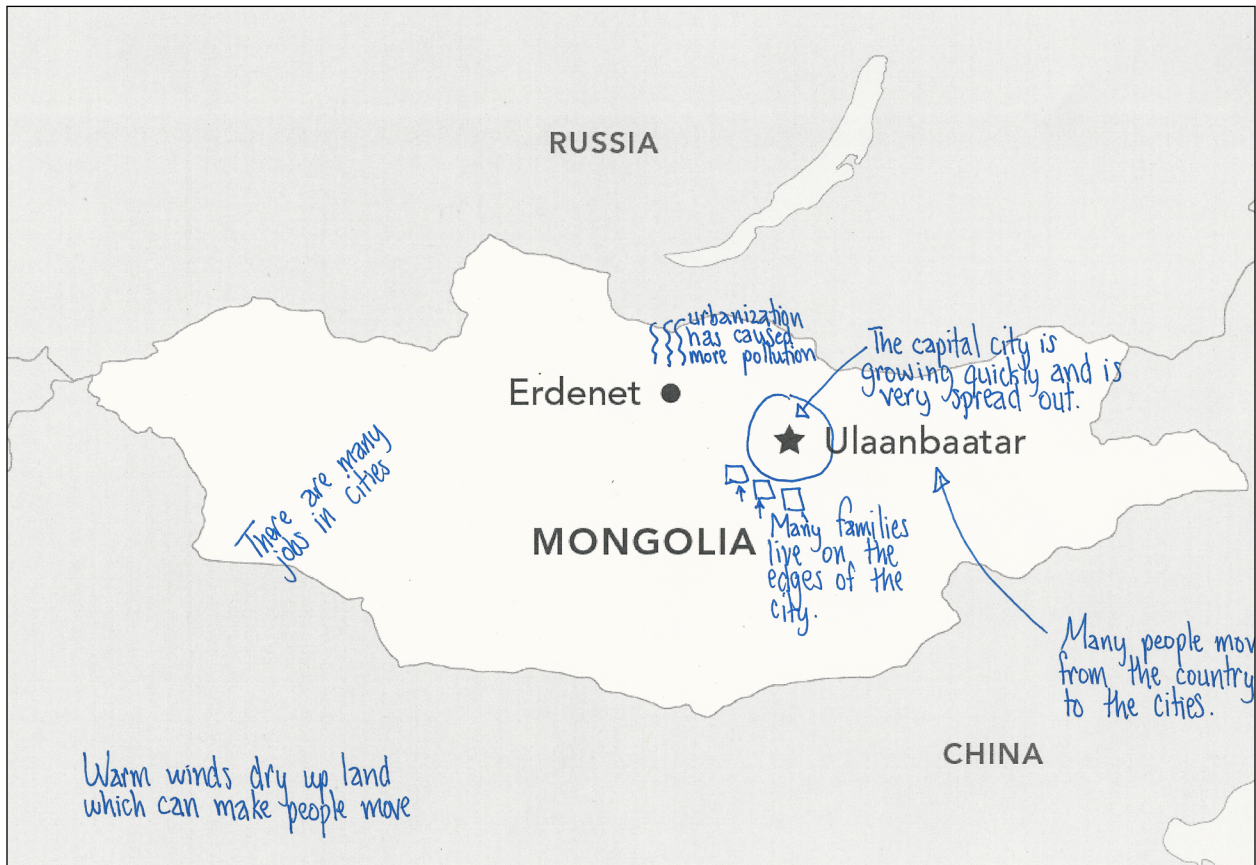 RUSSIA
urbanization
has caused
more pollution
The capital city is
growing quickly and is
very spread out.
Erdenet
Ulaanbaatar
There are many
jobs in cities
MONGOLIA
Many families
live on the
edges of the
city.
Many people mov
from the country
to the cities.
CHINA
Warm winds dry up land
which can make people move